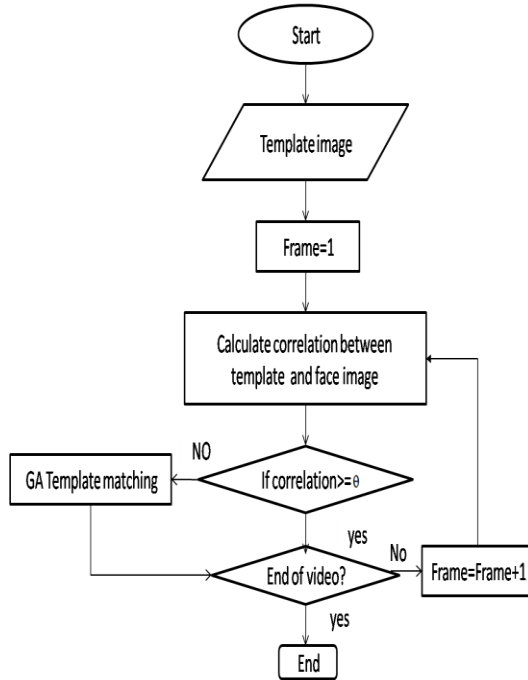 Start
Template image
Frame=1
Calculate correlation between
template and face image
NO
GA Template matching
If correlation>=θ
yes
No
End of video?
Frame=Frame+1
yes
End